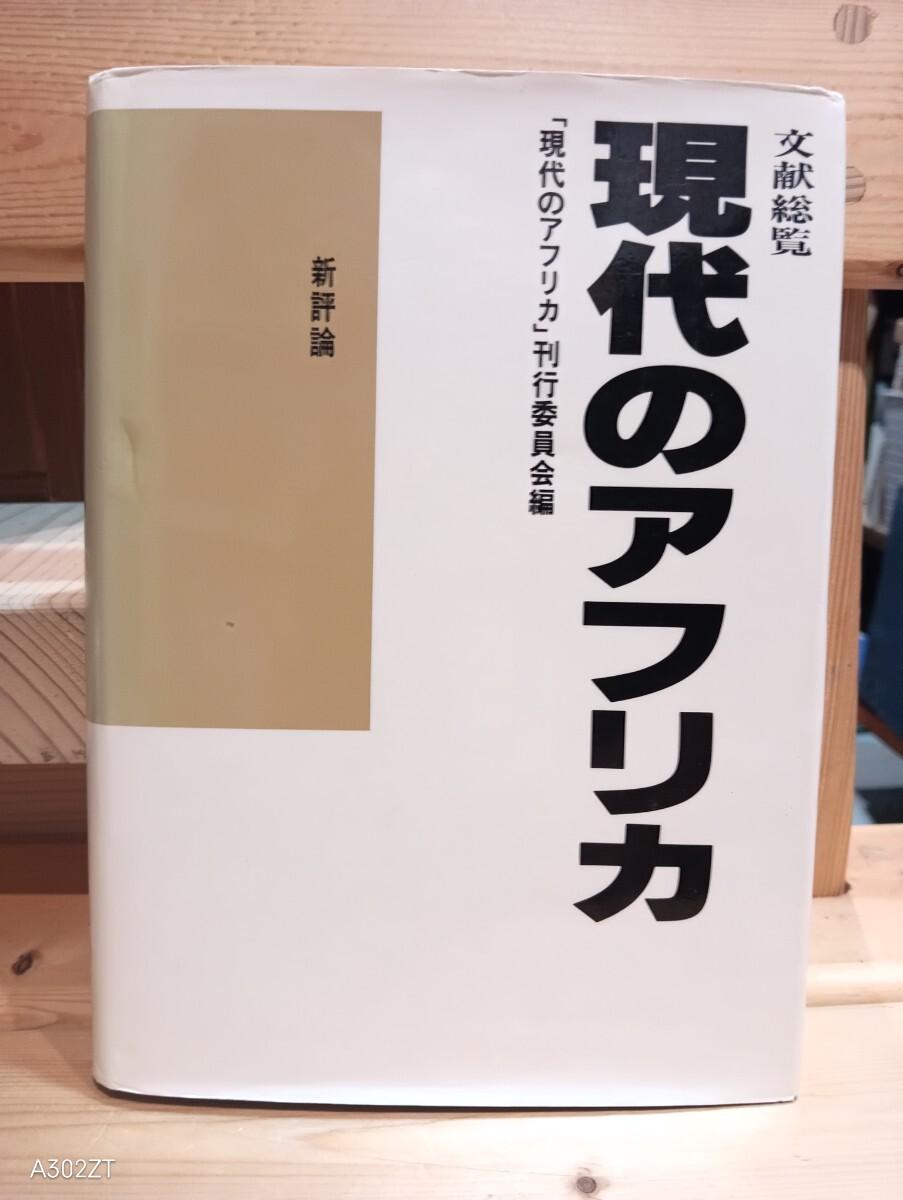 文献総覧
現代のアフリカ
「現代のアフリカ」刊行委員会編
新評論
A302ZT